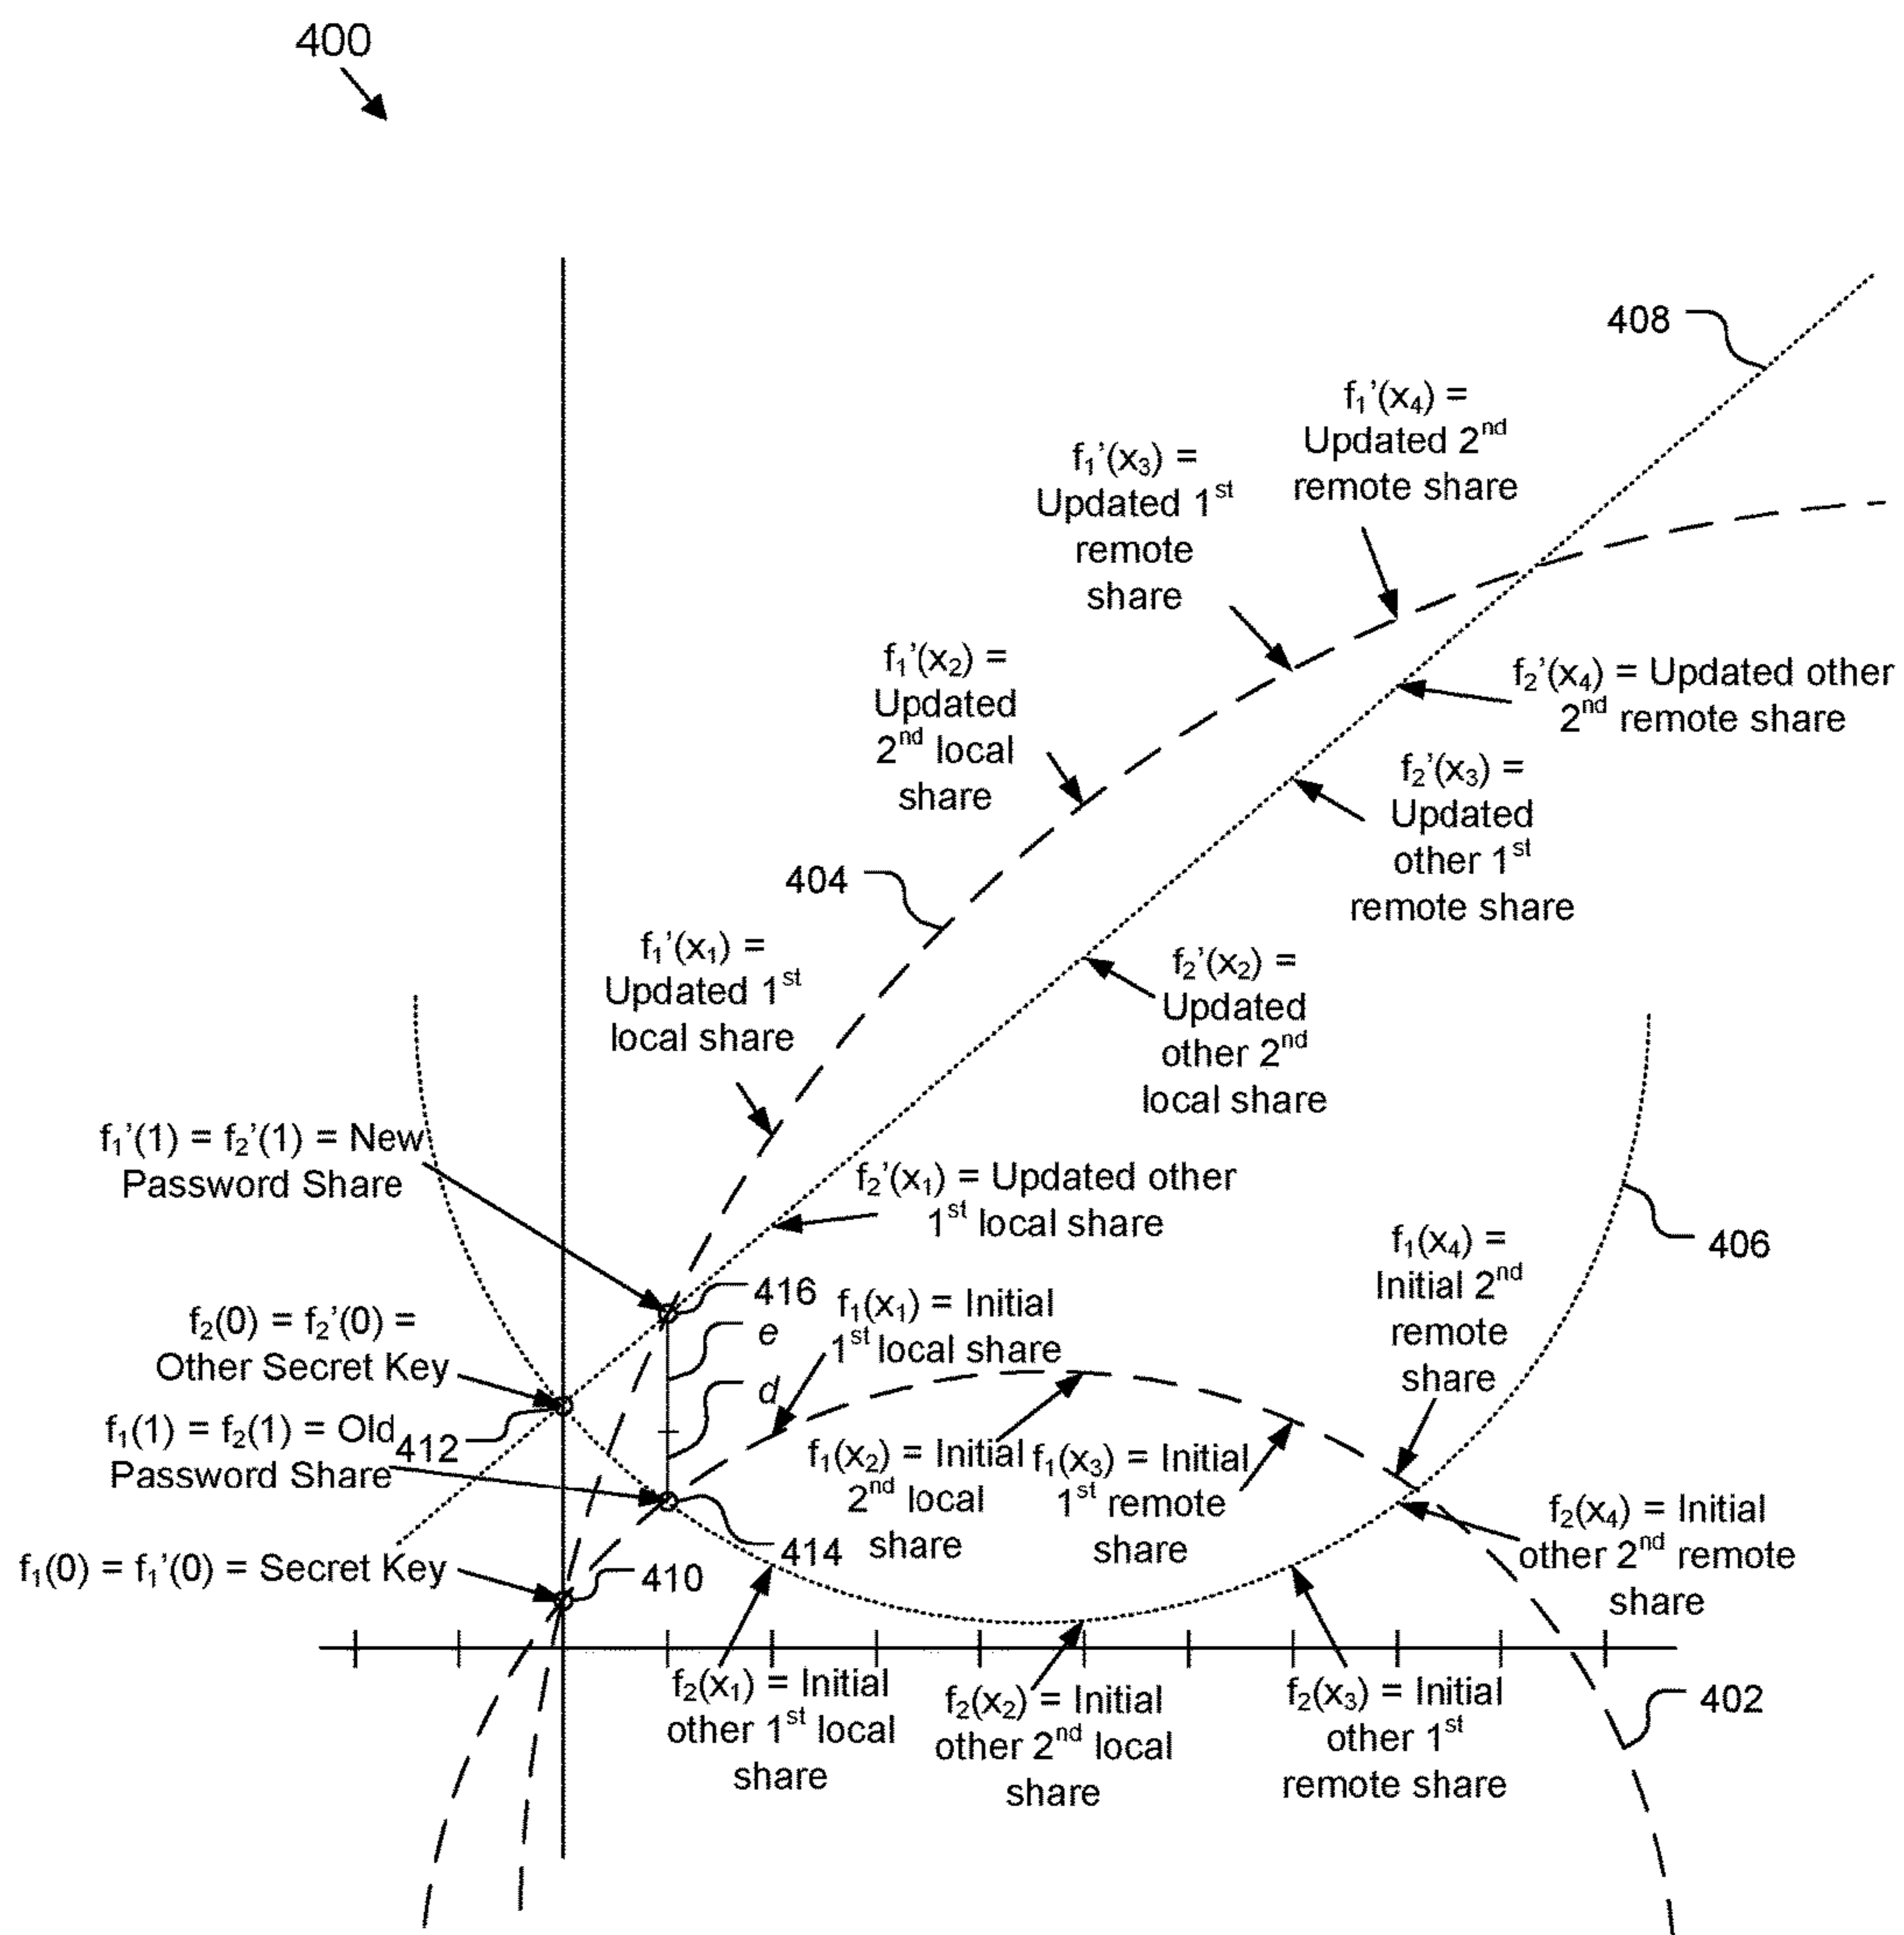 400
408
f₁’(x₄) =
Updated 2ⁿᵈ
remote share
f₁’(x₃) =
Updated 1ˢᵗ
remote
share
f₁’(x₂) =
Updated
2ⁿᵈ local
share
f₂’(x₄) = Updated other
2ⁿᵈ remote share
f₂’(x₃) =
Updated
other 1ˢᵗ
remote share
404
f₁’(x₁) =
Updated 1ˢᵗ
local share
f₂’(x₂) =
Updated
other 2ⁿᵈ
local share
f₁’(1) = f₂’(1) = New
Password Share
f₂’(x₁) = Updated other
1ˢᵗ local share
406
f₁(x₄) =
Initial 2ⁿᵈ
remote
share
416
e
d
f₁(x₁) = Initial
1ˢᵗ local share
f₂(0) = f₂’(0) =
Other Secret Key
412
f₁(1) = f₂(1) = Old
Password Share
f₁(x₂) = Initial
2ⁿᵈ local
share
f₁(x₃) = Initial
1ˢᵗ remote
share
f₂(x₄) = Initial
other 2ⁿᵈ remote
share
414
f₁(0) = f₁’(0) = Secret Key
410
f₂(x₁) = Initial
other 1ˢᵗ local
share
f₂(x₂) = Initial
other 2ⁿᵈ local
share
f₂(x₃) = Initial
other 1ˢᵗ
remote share
402